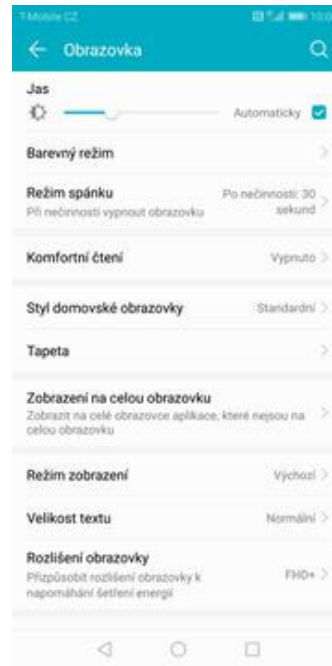 T-Mobile CZ
Obrazovka
Jas
Automaticky
Barevný režim
Režim spánku
Po nečinnosti: 30
sekund
Při nečinnosti vypnout obrazovku
Komfortní čtení
Vypnuto
Styl domovské obrazovky
Standardní
Tapeta
Zobrazení na celou obrazovku
Zobrazit na celé obrazovce aplikace, které nejsou na
celou obrazovku
Režim zobrazení
Výchozí
Velikost textu
Normální
Rozlišení obrazovky
FHD+
Přizpůsobit rozlišení obrazovky k
napomáhání šetření energií